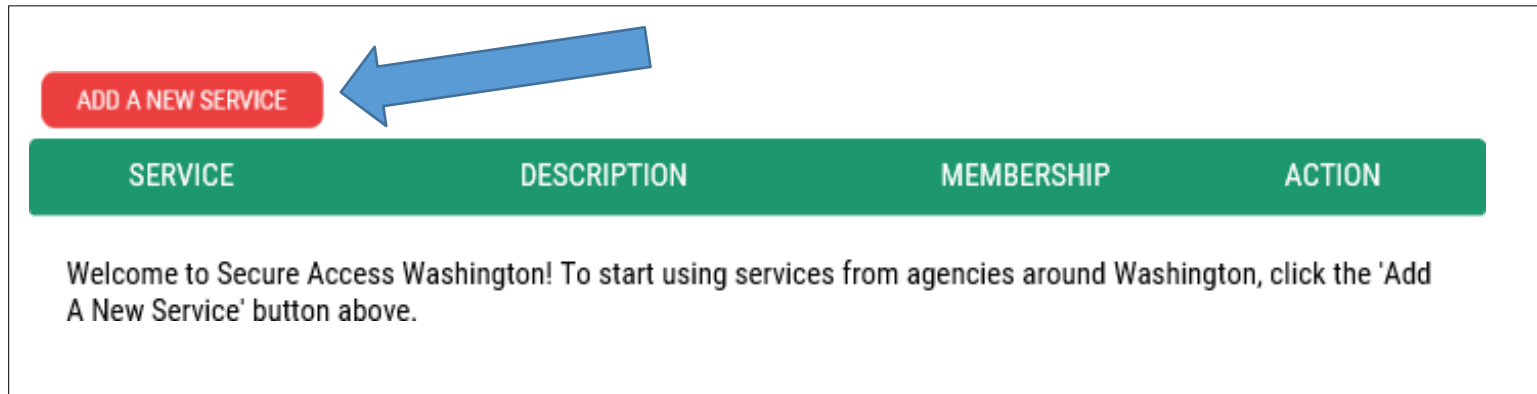 ADD A NEW SERVICE
SERVICE DESCRIPTION MEMBERSHIP ACTION
Welcome to Secure Access Washington! To start using services from agencies around Washington, click the 'Add
A New Service' button above.